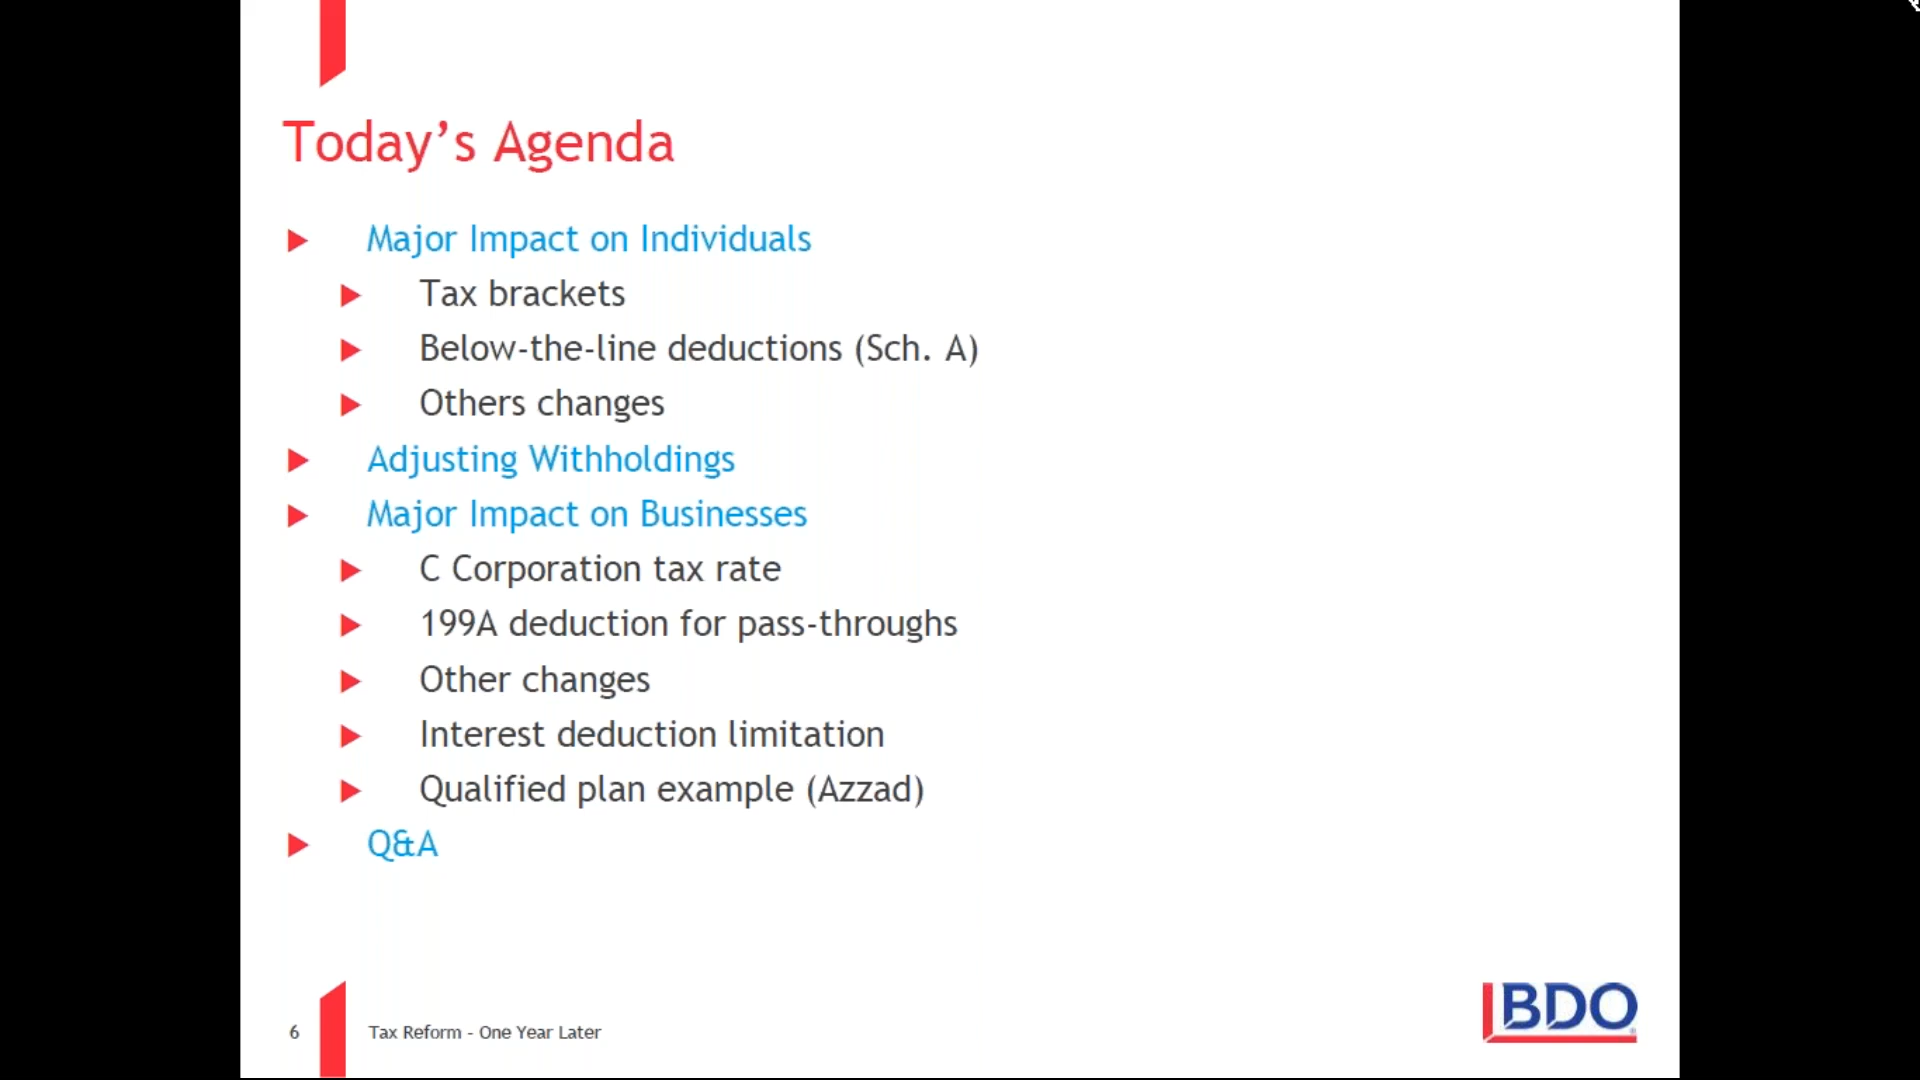 Today’s Agenda
Major Impact on Individuals
Tax brackets
Below-the-line deductions (Sch. A)
Others changes
Adjusting Withholdings
Major Impact on Businesses
C Corporation tax rate
199A deduction for pass-throughs
Other changes
Interest deduction limitation
Qualified plan example (Azzad)
Q&A
6
Tax Reform - One Year Later
BDO